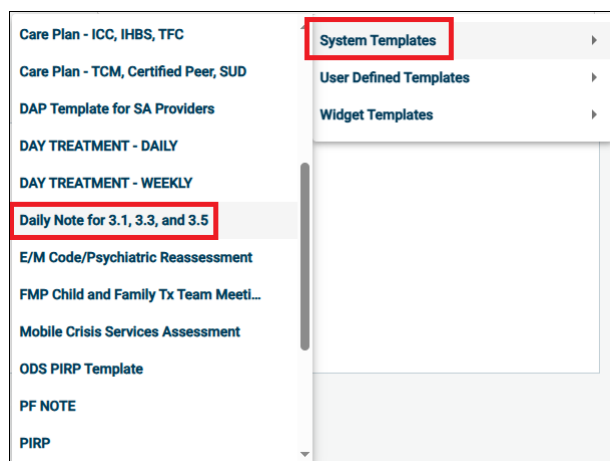 Care Plan - ICC, IHBS, TFC
Care Plan - TCM, Certified Peer, SUD
DAP Template for SA Providers
DAY TREATMENT - DAILY
DAY TREATMENT - WEEKLY
Daily Note for 3.1, 3.3, and 3.5
E/M Code/Psychiatric Reassessment
FMP Child and Family Tx Team Meeti...
Mobile Crisis Services Assessment
ODS PIRP Template
PF NOTE
PIRP
System Templates
User Defined Templates
Widget Templates